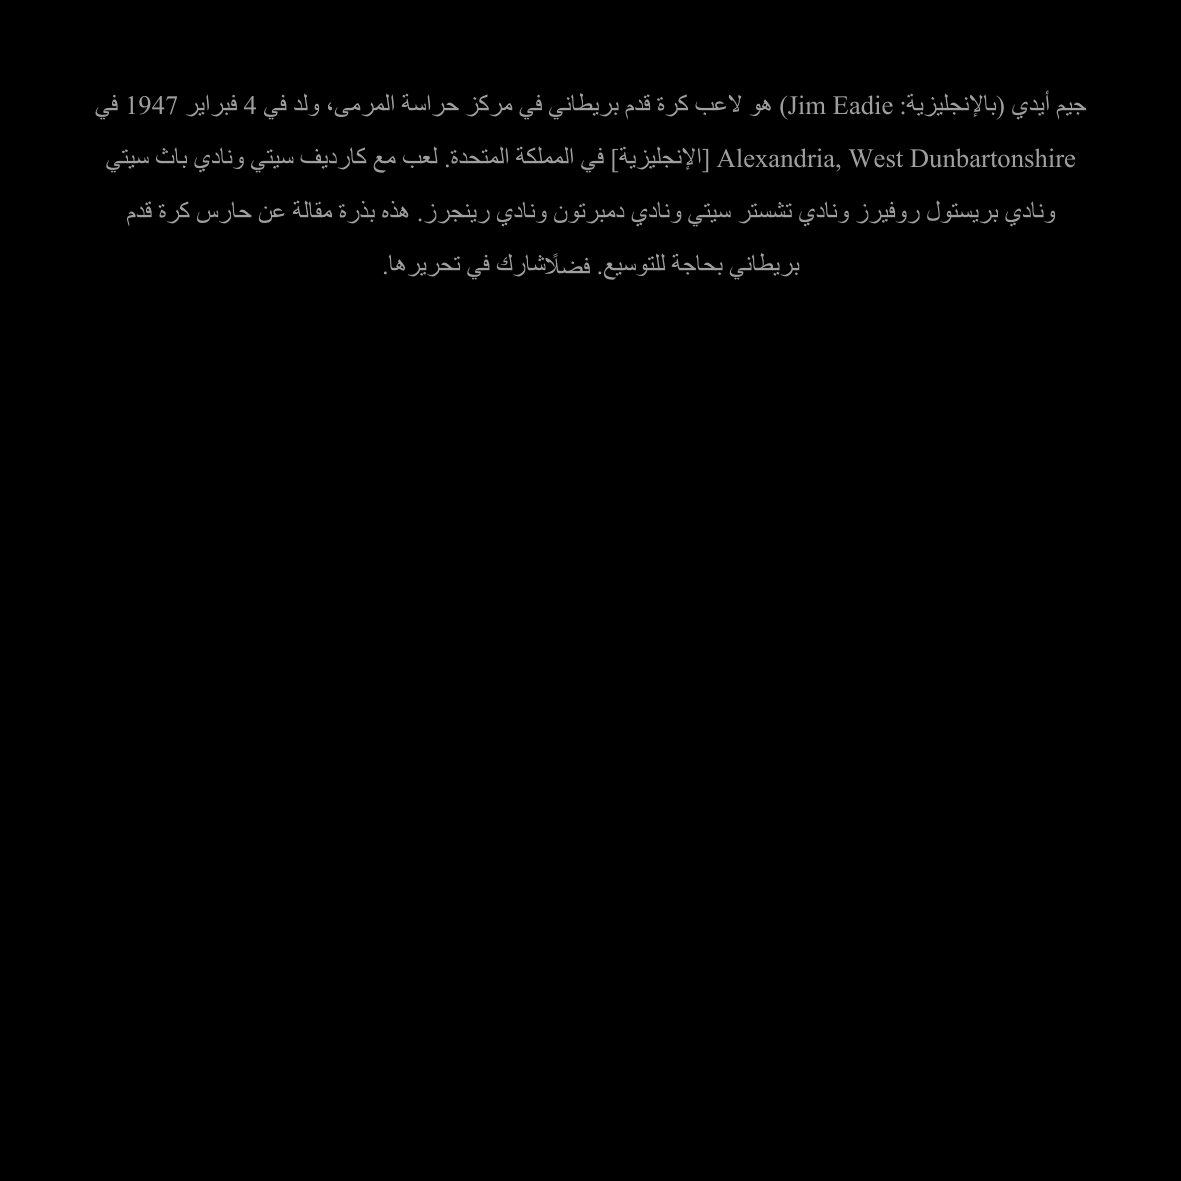 جيم أيدي (بالإنجليزية: Jim Eadie) هو لاعب كرة قدم بريطاني في مركز حراسة المرمى، ولد في 4 فبراير 1947 في
Alexandria, West Dunbartonshire [الإنجليزية] في المملكة المتحدة. لعب مع كارديف سيتي ونادي باث سيتي
ونادي بريستول روفيرز ونادي تشستر سيتي ونادي دمبرتون ونادي رينجرز. هذه بذرة مقالة عن حارس كرة قدم
بريطاني بحاجة للتوسيع. فضلًاشارك في تحريرها.